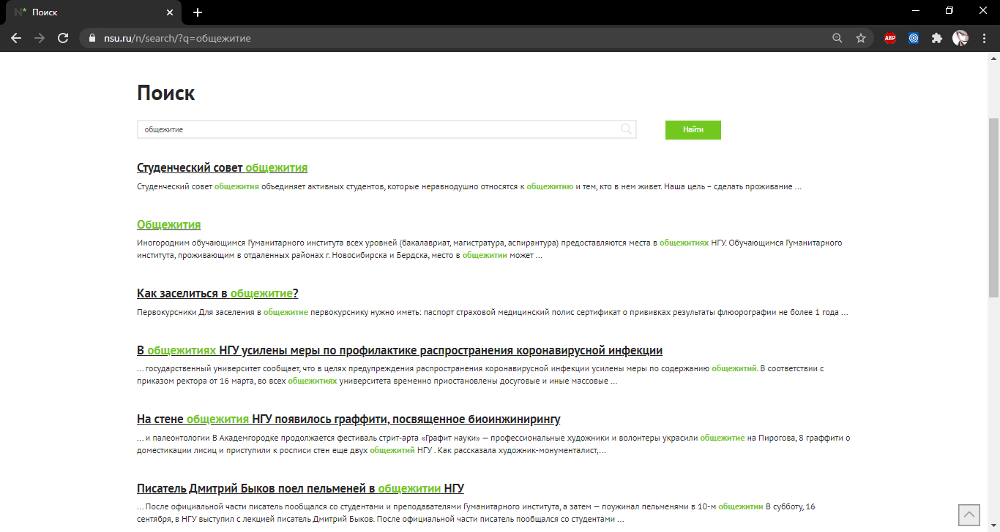 Поиск
nsu.ru/n/search/?q=общежитие
ABP
Поиск
общежитие
Найти
Студенческий совет общежития
Студенческий совет общежития объединяет активных студентов, которые неравнодушно относятся к общежитию и тем, кто в нем живет. Наша цель – сделать проживание ...
Общежития
Иногородним обучающимся Гуманитарного института всех уровней (бакалавриат, магистратура, аспирантура) предоставляются места в общежитиях НГУ. Обучающимся Гуманитарного
института, проживающим в отдаленных районах г. Новосибирска и Бердска, место в общежитии может ...
Как заселиться в общежитие?
Первокурсники Для заселения в общежитие первокурснику нужно иметь: паспорт страховой медицинский полис сертификат о прививках результаты флюорографии не более 1 года ...
В общежитиях НГУ усилены меры по профилактике распространения коронавирусной инфекции
... государственный университет сообщает, что в целях предупреждения распространения коронавирусной инфекции усилены меры по содержанию общежитий. В соответствии с
приказом ректора от 16 марта, во всех общежитиях университета временно приостановлены досуговые и иные массовые ...
На стене общежития НГУ появилось граффити, посвященное биоинжинирингу
... и палеонтологии В Академгородке продолжается фестиваль стрит-арта «Графит науки» — профессиональные художники и волонтеры украсили общежитие на Пирогова, 8 граффити о
доместикации лисиц и приступили к росписи стен еще двух общежитий НГУ . Как рассказала художник-монументалист,...
Писатель Дмитрий Быков поел пельменей в общежитии НГУ
... После официальной части писатель пообщался со студентами и преподавателями Гуманитарного института, а затем — поужинал пельменями в 10-м общежитии В субботу, 16
сентября, в НГУ выступил с лекцией писатель Дмитрий Быков. После официальной части писатель пообщался со студентами ...